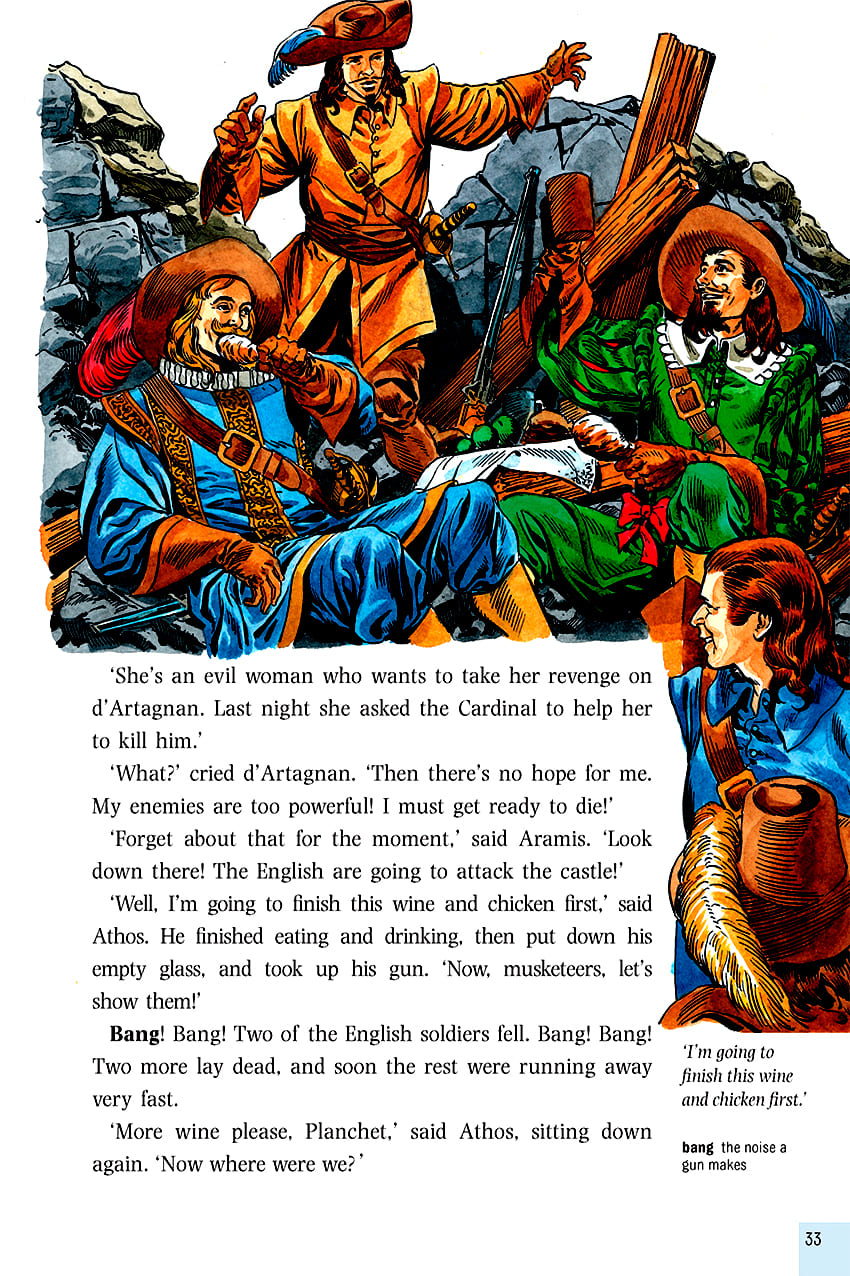 ‘She’s an evil woman who wants to take her revenge on
d’Artagnan. Last night she asked the Cardinal to help her
to kill him.’
‘What?’ cried d’Artagnan. ‘Then there’s no hope for me.
My enemies are too powerful! I must get ready to die!’
‘Forget about that for the moment,’ said Aramis. ‘Look
down there! The English are going to attack the castle!’
‘Well, I’m going to finish this wine and chicken first,’ said
Athos. He finished eating and drinking, then put down his
empty glass, and took up his gun. ‘Now, musketeers, let’s
show them!’
Bang! Bang! Two of the English soldiers fell. Bang! Bang!
Two more lay dead, and soon the rest were running away
very fast.
‘More wine please, Planchet,’ said Athos, sitting down
again. ‘Now where were we?’
‘I’m going to
finish this wine
and chicken first.’
bang the noise a
gun makes
33